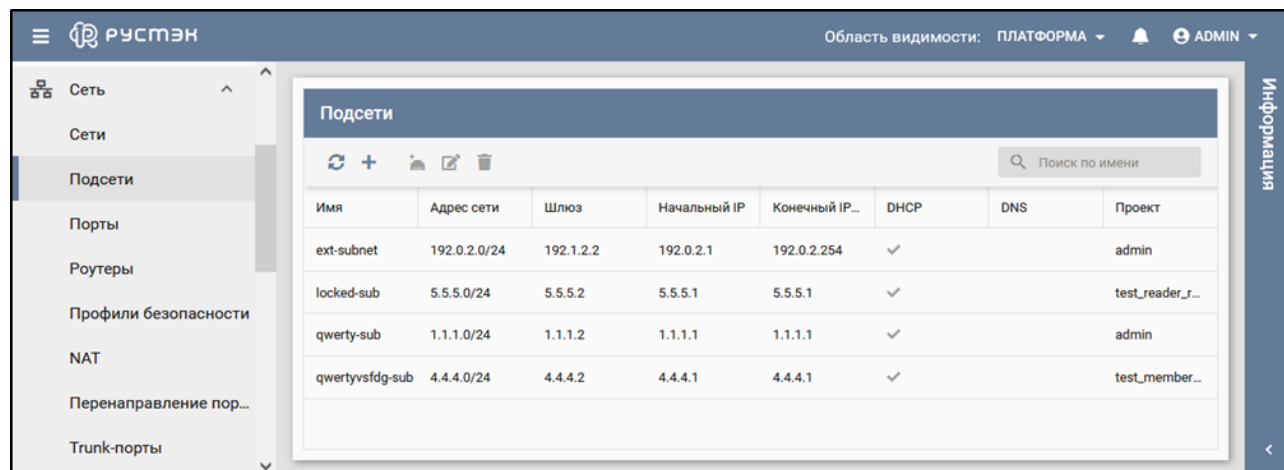 РУСТЭК
Область видимости: ПЛАТФОРМА ADMIN
Сеть
Сети
Подсети
Порты
Роутеры
Профили безопасности
NAT
Перенаправление пор...
Trunk-порты
Подсети
Поиск по имени
Имя Адрес сети Шлюз Начальный IP Конечный IP... DHCP DNS Проект
ext-subnet 192.0.2.0/24 192.1.2.2 192.0.2.1 192.0.2.254 admin
locked-sub 5.5.5.0/24 5.5.5.2 5.5.5.1 5.5.5.1 test_reader_r...
qwerty-sub 1.1.1.0/24 1.1.1.2 1.1.1.1 1.1.1.1 admin
qwertyvsfdg-sub 4.4.4.0/24 4.4.4.2 4.4.4.1 4.4.4.1 test_member...
Информация